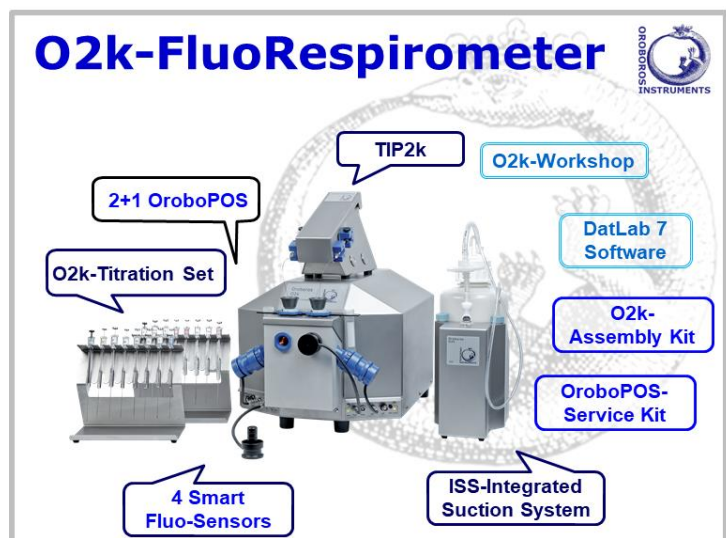 O2k-FluoRespirometer
OROBOROS
INSTRUMENTS
TIP2k
O2k-Workshop
2+1 OroboPOS
DatLab 7
Software
O2k-Titration Set
O2k-
Assembly Kit
OroboPOS-
Service Kit
4 Smart
Fluo-Sensors
ISS-Integrated
Suction System